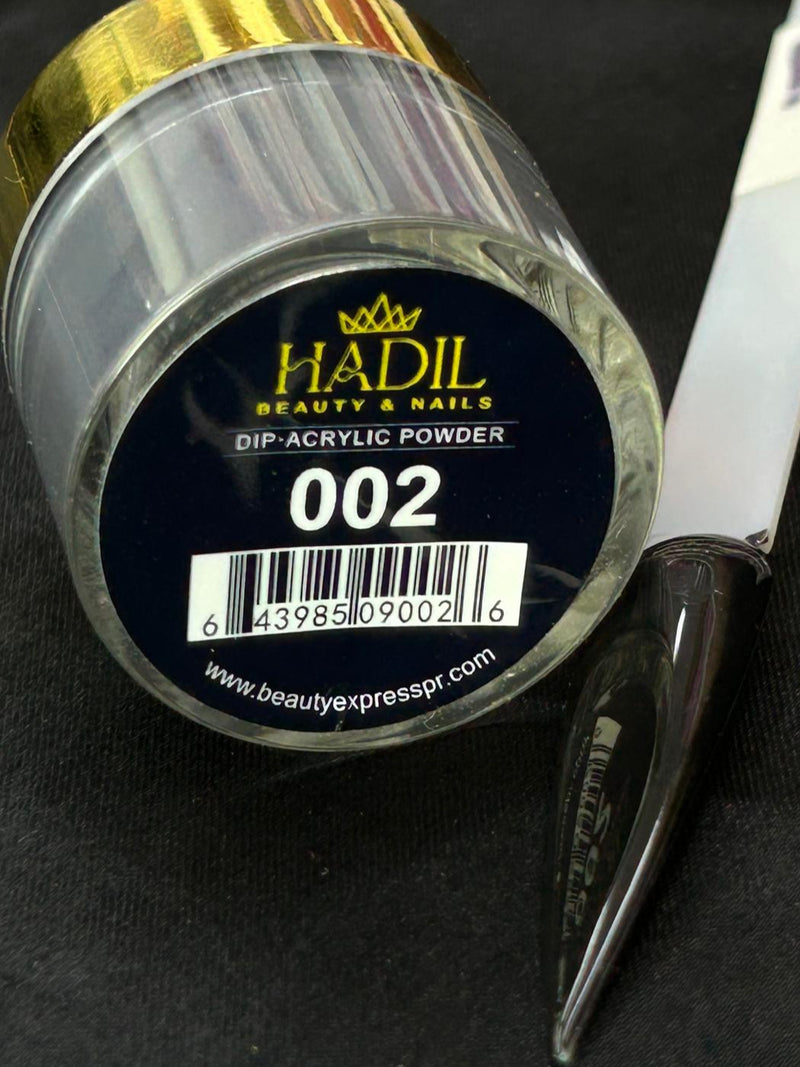 HADIL
BEAUTY & NAILS
DIP-ACRYLIC POWDER
002
6 43985 09002 6
www.beautyexpresspr.com